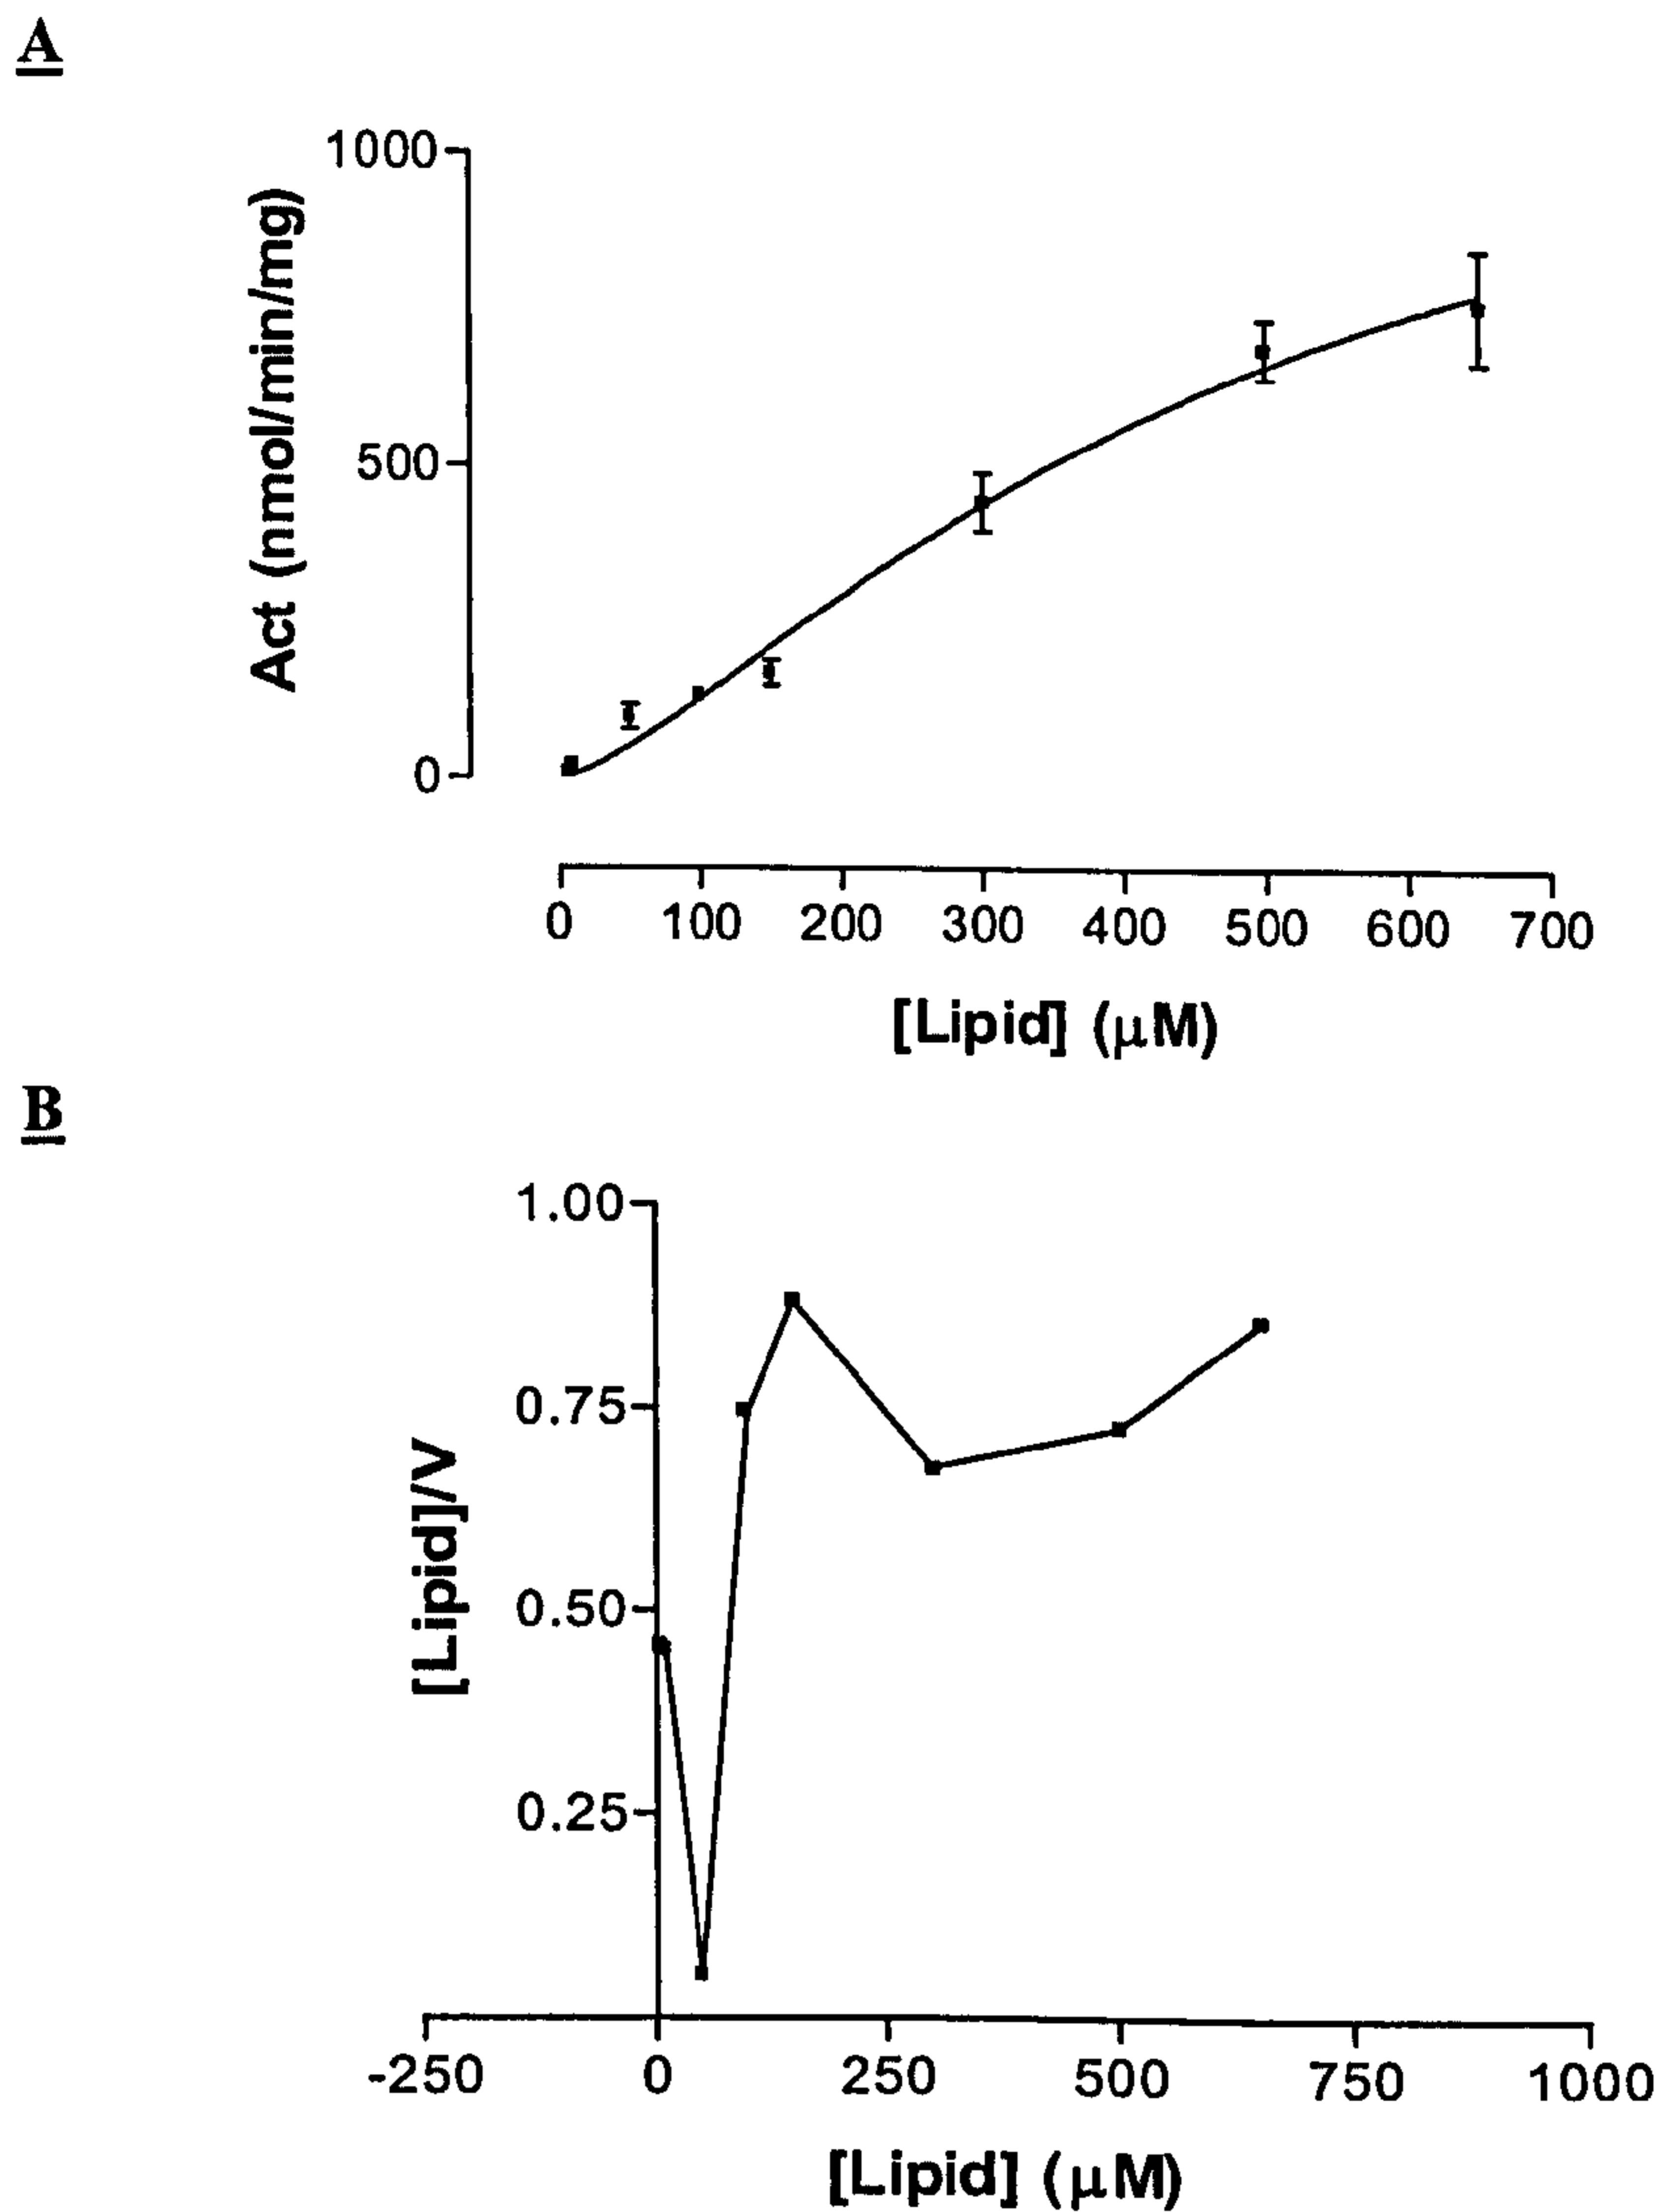 A
1000
500
0
Act (nmol/min/mg)
0 100 200 300 400 500 600 700
[Lipid] (μM)
B
1.00
0.75
0.50
0.25
[Lipid]/V
-250 0 250 500 750 1000
[Lipid] (μM)